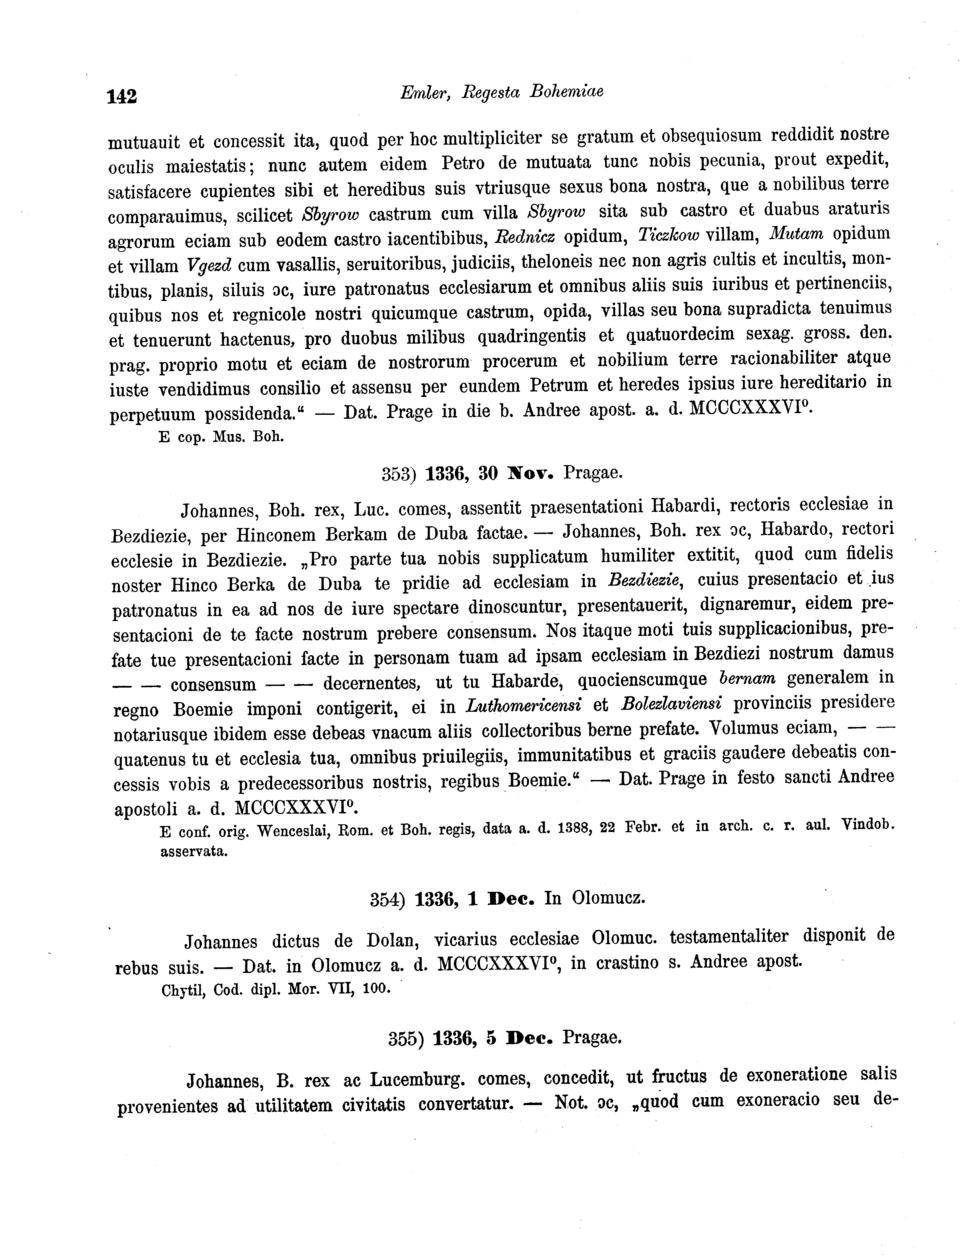 142 Emler, Regesta Bohemiae
mutuauit et concessit ita, quod per hoc multipliciter se gratum et obsequiosum reddidit nostre
oculis maiestatis; nunc autem eidem Petro de mutuata tunc nobis pecunia, prout expedit,
satisfacere cupientes sibi et heredibus suis vtriusque sexus bona nostra, que a nobilibus terre
comparauimus, scilicet Sbyrow castrum cum villa Sbyrow sita sub castro et duabus araturis
agrorum eciam sub eodem castro iacentibibus, Rednicz opidum, Ticzkow villam, Mutam opidum
et villam Vgezd cum vasallis, seruitoribus, judiciis, theloneis nec non agris cultis et incultis, mon-
tibus, planis, siluis ɔc, iure patronatus ecclesiarum et omnibus aliis suis iuribus et pertinenciis,
quibus nos et regnicole nostri quicumque castrum, opida, villas seu bona supradicta tenuimus
et tenuerunt hactenus, pro duobus milibus quadringentis et quatuordecim sexag. gross. den.
prag. proprio motu et eciam de nostrorum procerum et nobilium terre racionabiliter atque
iuste vendidimus consilio et assensu per eundem Petrum et heredes ipsius iure hereditario in
perpetuum possidenda.“ — Dat. Prage in die b. Andree apost. a. d. MCCCXXXVI⁰.
E cop. Mus. Boh.
353) 1336, 30 Nov. Pragae.
Johannes, Boh. rex, Luc. comes, assentit praesentationi Habardi, rectoris ecclesiae in
Bezdiezie, per Hinconem Berkam de Duba factae. — Johannes, Boh. rex ɔc, Habardo, rectori
ecclesie in Bezdiezie. „Pro parte tua nobis supplicatum humiliter extitit, quod cum fidelis
noster Hinco Berka de Duba te pridie ad ecclesiam in Bezdiezie, cuius presentacio et ius
patronatus in ea ad nos de iure spectare dinoscuntur, presentauerit, dignaremur, eidem pre-
sentacioni de te facte nostrum prebere consensum. Nos itaque moti tuis supplicacionibus, pre-
fate tue presentacioni facte in personam tuam ad ipsam ecclesiam in Bezdiezi nostrum damus
— — consensum — — decernentes, ut tu Habarde, quocienscumque bernam generalem in
regno Boemie imponi contigerit, ei in Luthomericensi et Bolezlaviensi provinciis presidere
notariusque ibidem esse debeas vnacum aliis collectoribus berne prefate. Volumus eciam, — —
quatenus tu et ecclesia tua, omnibus priuilegiis, immunitatibus et graciis gaudere debeatis con-
cessis vobis a predecessoribus nostris, regibus Boemie.“ — Dat. Prage in festo sancti Andree
apostoli a. d. MCCCXXXVI⁰.
E conf. orig. Wenceslai, Rom. et Boh. regis, data a. d. 1388, 22 Febr. et in arch. c. r. aul. Vindob.
asservata.
354) 1336, 1 Dec. In Olomucz.
Johannes dictus de Dolan, vicarius ecclesiae Olomuc. testamentaliter disponit de
rebus suis. — Dat. in Olomucz a. d. MCCCXXXVI⁰, in crastino s. Andree apost.
Chytil, Cod. dipl. Mor. VII, 100.
355) 1336, 5 Dec. Pragae.
Johannes, B. rex ac Lucemburg. comes, concedit, ut fructus de exoneratione salis
provenientes ad utilitatem civitatis convertatur. — Not. ɔc, „quod cum exoneracio seu de-